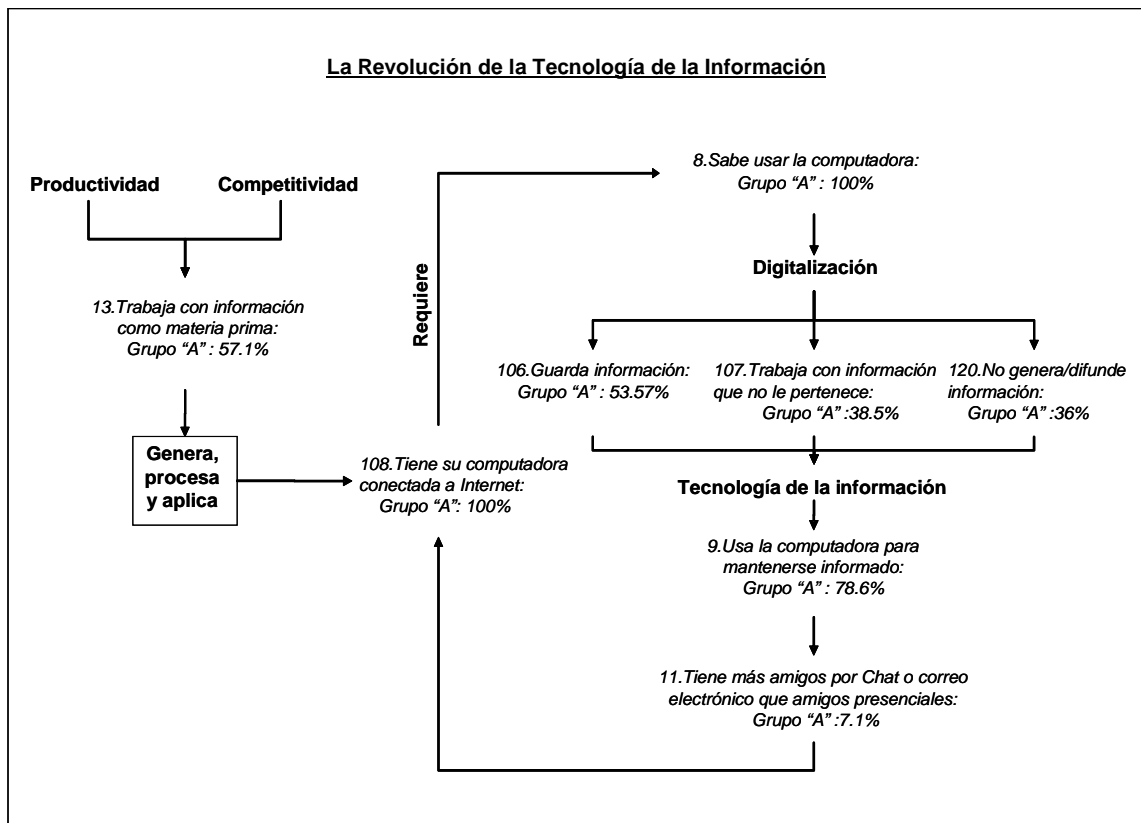 La Revolución de la Tecnología de la Información
Productividad
Competitividad
13.Trabaja con información
como materia prima:
Grupo “A” : 57.1%
Genera,
procesa
y aplica
108.Tiene su computadora
conectada a Internet:
Grupo “A”: 100%
Requiere
8.Sabe usar la computadora:
Grupo “A” : 100%
Digitalización
106.Guarda información:
Grupo “A” : 53.57%
107.Trabaja con información
que no le pertenece:
Grupo “A” :38.5%
120.No genera/difunde
información:
Grupo “A” :36%
Tecnología de la información
9.Usa la computadora para
mantenerse informado:
Grupo “A” : 78.6%
11.Tiene más amigos por Chat o correo
electrónico que amigos presenciales:
Grupo “A” :7.1%